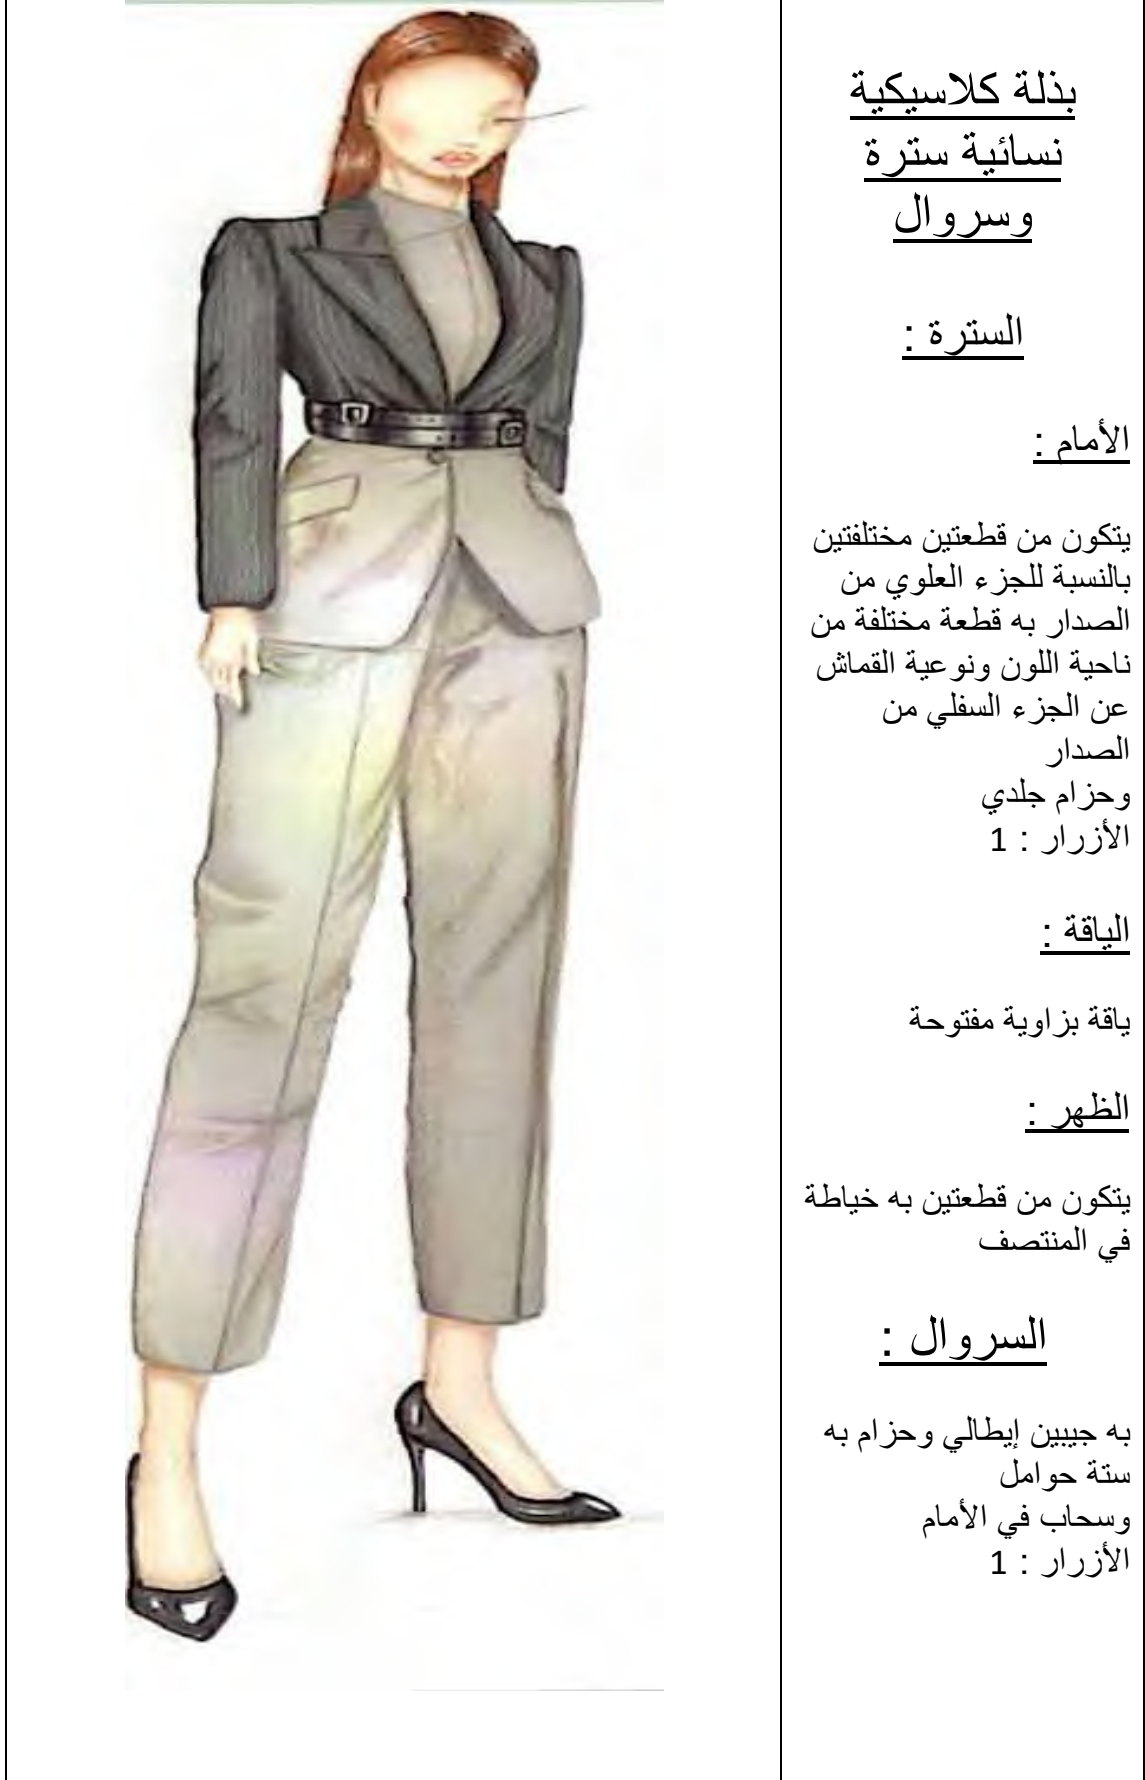 بذلة كلاسيكية
نسائية سترة
وسروال
السترة :
الأمام :
يتكون من قطعتين مختلفتين
بالنسبة للجزء العلوي من
الصدار به قطعة مختلفة من
ناحية اللون ونوعية القماش
عن الجزء السفلي من
الصدار
وحزام جلدي
الأزرار : 1
الياقة :
ياقة بزاوية مفتوحة
الظهر :
يتكون من قطعتين به خياطة
في المنتصف
السروال :
به جيبين إيطالي وحزام به
ستة حوامل
وسحاب في الأمام
الأزرار : 1